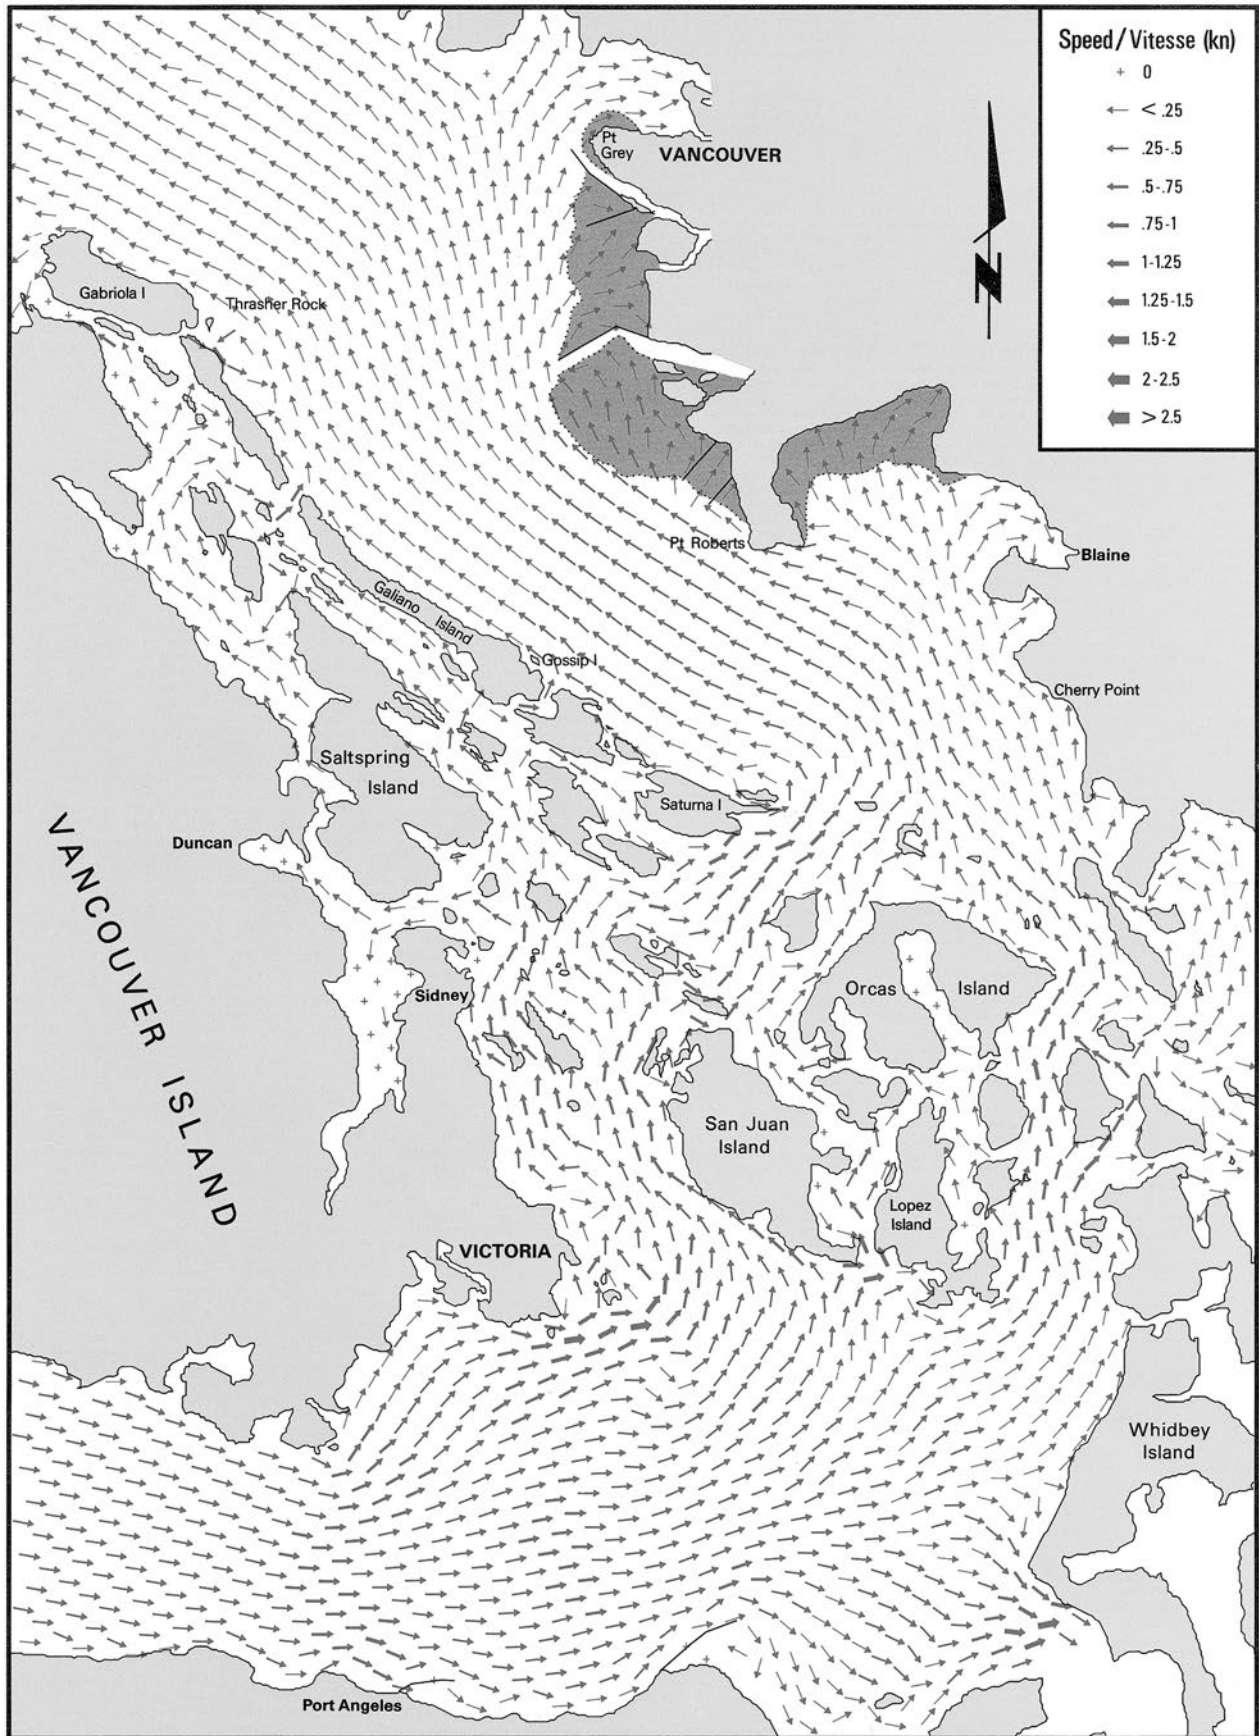 Speed/Vitesse (kn)
+ 0
< .25
.25-.5
.5-.75
.75-1
1-1.25
1.25-1.5
1.5-2
2-2.5
> 2.5
N
Pt
Grey
VANCOUVER
Gabriola I
Thrasher Rock
Pt Roberts
Blaine
Galiano
Island
Gossip I
Cherry Point
Saltspring
Island
Saturna I
Duncan
VANCOUVER ISLAND
Orcas Island
Sidney
San Juan
Island
Lopez
Island
VICTORIA
Whidbey
Island
Port Angeles